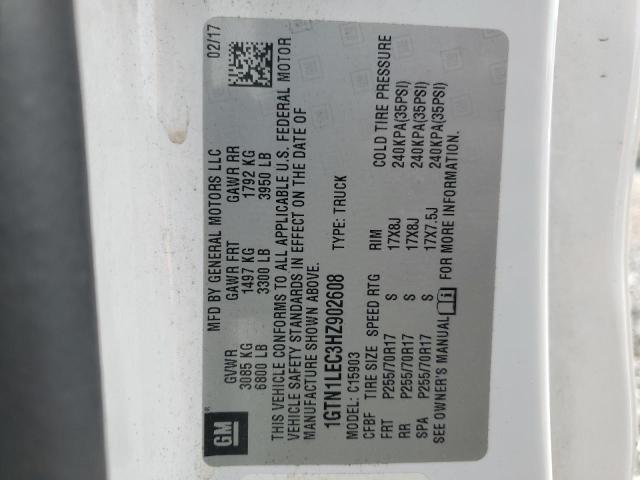 GM
MFD BY GENERAL MOTORS LLC 02/17
GVWR GAWR FRT GAWR RR
3085 KG 1497 KG 1792 KG
6800 LB 3300 LB 3950 LB
THIS VEHICLE CONFORMS TO ALL APPLICABLE U.S. FEDERAL MOTOR
VEHICLE SAFETY STANDARDS IN EFFECT ON THE DATE OF
MANUFACTURE SHOWN ABOVE.
1GTN1LEC3HZ902608
TYPE: TRUCK
MODEL: C15903
CFBF TIRE SIZE SPEED RTG RIM COLD TIRE PRESSURE
FRT P255/70R17 S 17X8J 240KPA(35PSI)
RR P255/70R17 S 17X8J 240KPA(35PSI)
SPA P255/70R17 S 17X7.5J 240KPA(35PSI)
SEE OWNER'S MANUAL FOR MORE INFORMATION.